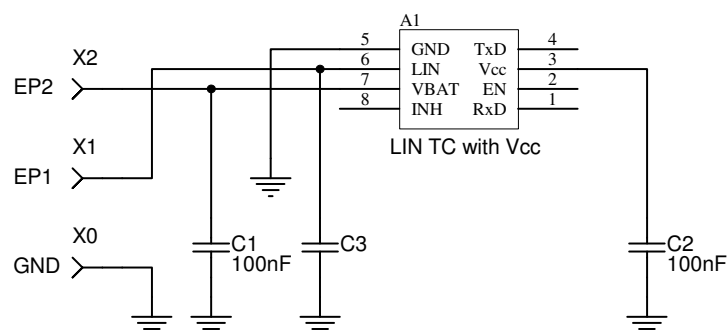 A1
X2
5 GND TxD 4
6 LIN Vcc 3
EP2 7 VBAT EN 2
8 INH RxD 1
X1 LIN TC with Vcc
EP1
X0
C1 C3 C2
GND 100nF 100nF